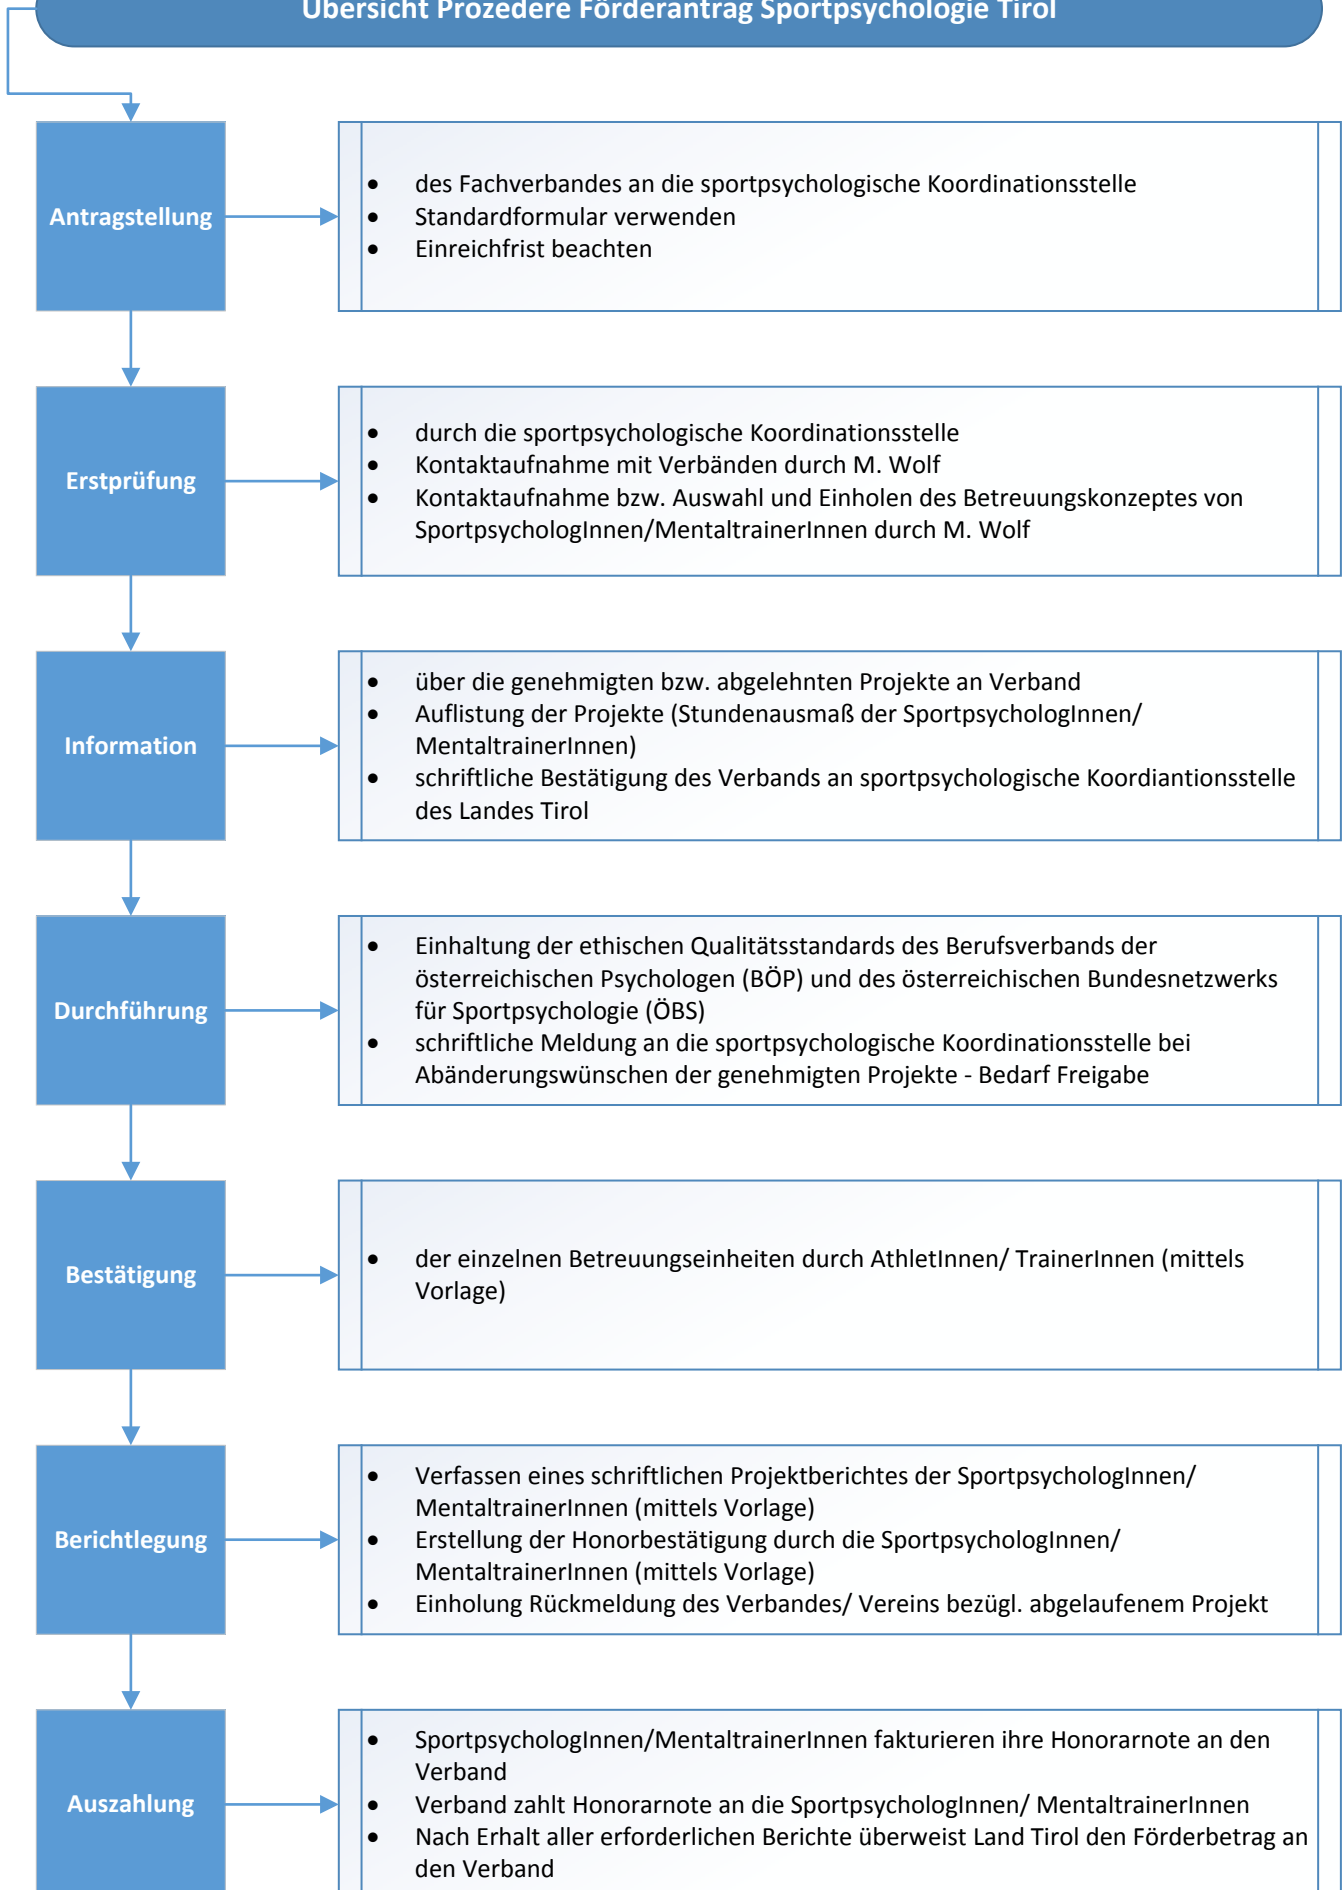 Übersicht Prozedere Förderantrag Sportpsychologie Tirol
Antragstellung
• des Fachverbandes an die sportpsychologische Koordinationsstelle
• Standardformular verwenden
• Einreichfrist beachten
Erstprüfung
• durch die sportpsychologische Koordinationsstelle
• Kontaktaufnahme mit Verbänden durch M. Wolf
• Kontaktaufnahme bzw. Auswahl und Einholen des Betreuungskonzeptes von
SportpsychologInnen/MentaltrainerInnen durch M. Wolf
Information
• über die genehmigten bzw. abgelehnten Projekte an Verband
• Auflistung der Projekte (Stundenausmaß der SportpsychologInnen/
MentaltrainerInnen)
• schriftliche Bestätigung des Verbands an sportpsychologische Koordiantionsstelle
des Landes Tirol
Durchführung
• Einhaltung der ethischen Qualitätsstandards des Berufsverbands der
österreichischen Psychologen (BÖP) und des österreichischen Bundesnetzwerks
für Sportpsychologie (ÖBS)
• schriftliche Meldung an die sportpsychologische Koordinationsstelle bei
Abänderungswünschen der genehmigten Projekte - Bedarf Freigabe
Bestätigung
• der einzelnen Betreuungseinheiten durch AthletInnen/ TrainerInnen (mittels
Vorlage)
Berichtlegung
• Verfassen eines schriftlichen Projektberichtes der SportpsychologInnen/
MentaltrainerInnen (mittels Vorlage)
• Erstellung der Honorbestätigung durch die SportpsychologInnen/
MentaltrainerInnen (mittels Vorlage)
• Einholung Rückmeldung des Verbandes/ Vereins bezügl. abgelaufenem Projekt
Auszahlung
• SportpsychologInnen/MentaltrainerInnen fakturieren ihre Honorarnote an den
Verband
• Verband zahlt Honorarnote an die SportpsychologInnen/ MentaltrainerInnen
• Nach Erhalt aller erforderlichen Berichte überweist Land Tirol den Förderbetrag an
den Verband